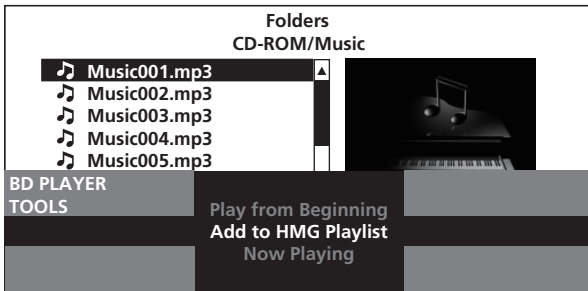 Folders
CD-ROM/Music
Music001.mp3
Music002.mp3
Music003.mp3
Music004.mp3
Music005.mp3
BD PLAYER
TOOLS
Play from Beginning
Add to HMG Playlist
Now Playing